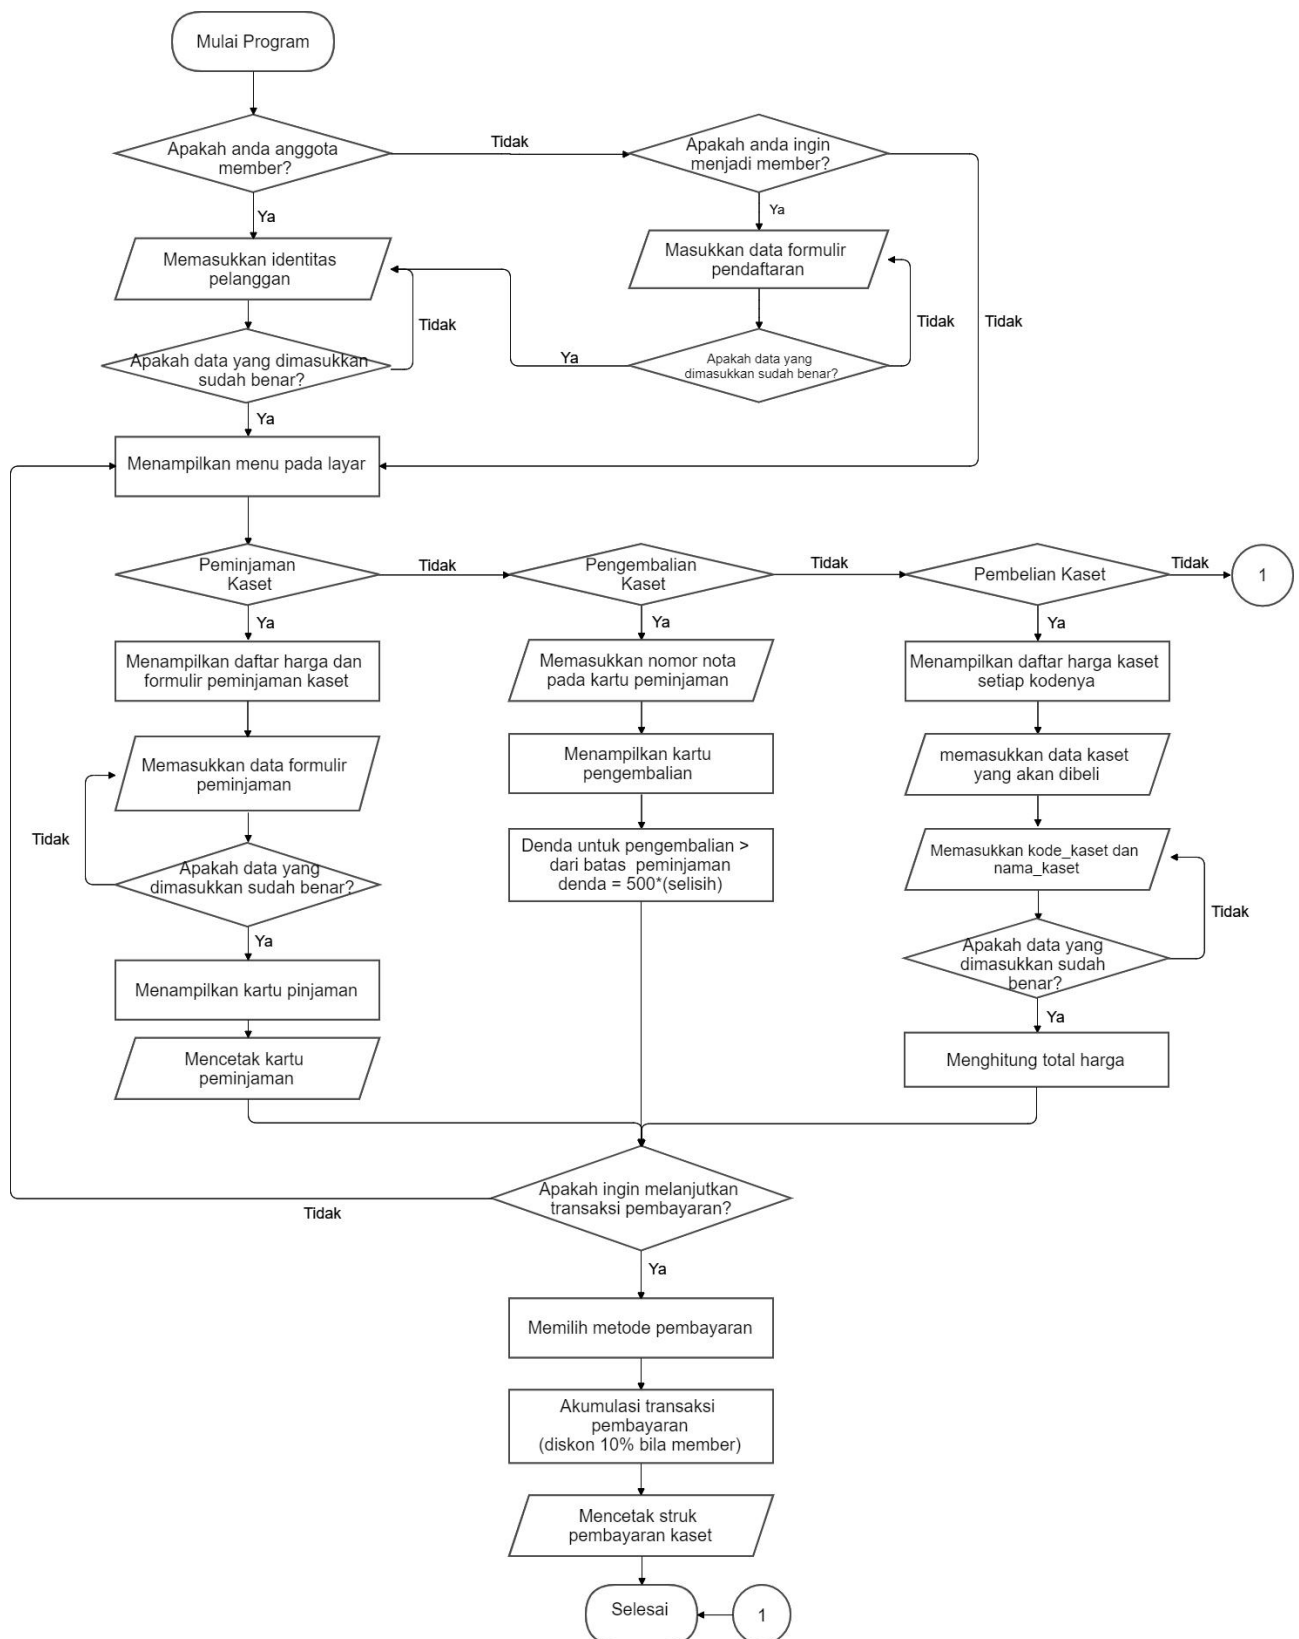 Mulai Program
Apakah anda anggota
member?
Tidak
Apakah anda ingin
menjadi member?
Ya
Ya
Memasukkan identitas
pelanggan
Masukkan data formulir
pendaftaran
Tidak
Tidak
Tidak
Apakah data yang dimasukkan
sudah benar?
Ya
Apakah data yang
dimasukkan sudah benar?
Ya
Menampilkan menu pada layar
Peminjaman
Kaset
Tidak
Pengembalian
Kaset
Tidak
Pembelian Kaset
Tidak
1
Ya
Ya
Ya
Menampilkan daftar harga dan
formulir peminjaman kaset
Memasukkan nomor nota
pada kartu peminjaman
Menampilkan daftar harga kaset
setiap kodenya
Memasukkan data formulir
peminjaman
Menampilkan kartu
pengembalian
memasukkan data kaset
yang akan dibeli
Tidak
Apakah data yang
dimasukkan sudah benar?
Denda untuk pengembalian >
dari batas peminjaman
denda = 500*(selisih)
Memasukkan kode_kaset dan
nama_kaset
Tidak
Ya
Apakah data yang
dimasukkan sudah
benar?
Menampilkan kartu pinjaman
Ya
Mencetak kartu
peminjaman
Menghitung total harga
Apakah ingin melanjutkan
transaksi pembayaran?
Tidak
Ya
Memilih metode pembayaran
Akumulasi transaksi
pembayaran
(diskon 10% bila member)
Mencetak struk
pembayaran kaset
Selesai
1